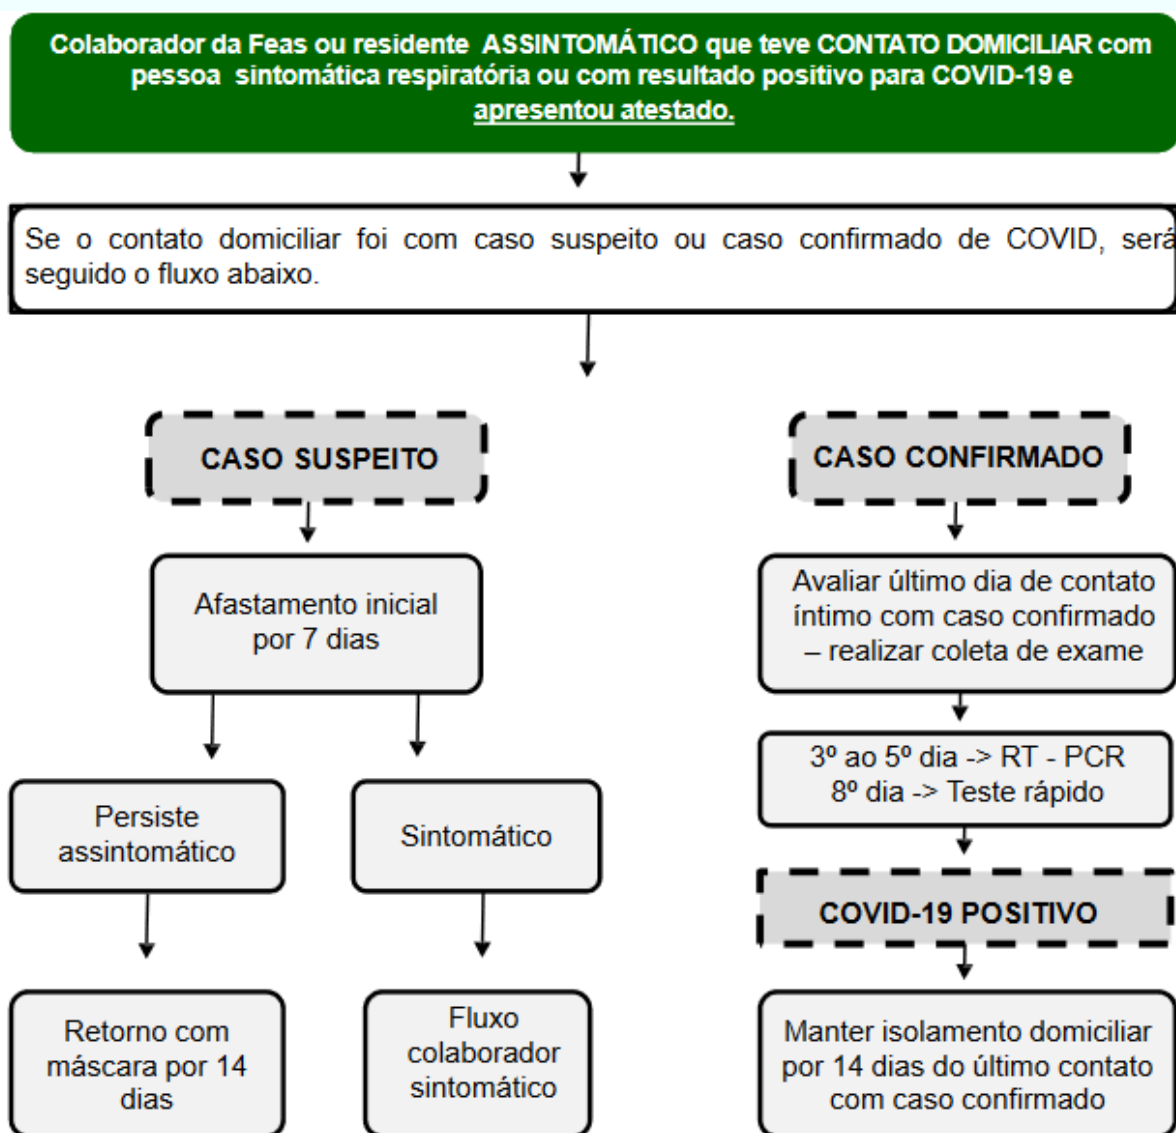 Colaborador da Feas ou residente ASSINTOMÁTICO que teve CONTATO DOMICILIAR com
pessoa sintomática respiratória ou com resultado positivo para COVID-19 e
apresentou atestado.
Se o contato domiciliar foi com caso suspeito ou caso confirmado de COVID, será
seguido o fluxo abaixo.
CASO SUSPEITO
Afastamento inicial
por 7 dias
Persiste
assintomático
Retorno com
máscara por 14
dias
Sintomático
Fluxo
colaborador
sintomático
CASO CONFIRMADO
Avaliar último dia de contato
íntimo com caso confirmado
– realizar coleta de exame
3º ao 5º dia -> RT - PCR
8º dia -> Teste rápido
COVID-19 POSITIVO
Manter isolamento domiciliar
por 14 dias do último contato
com caso confirmado